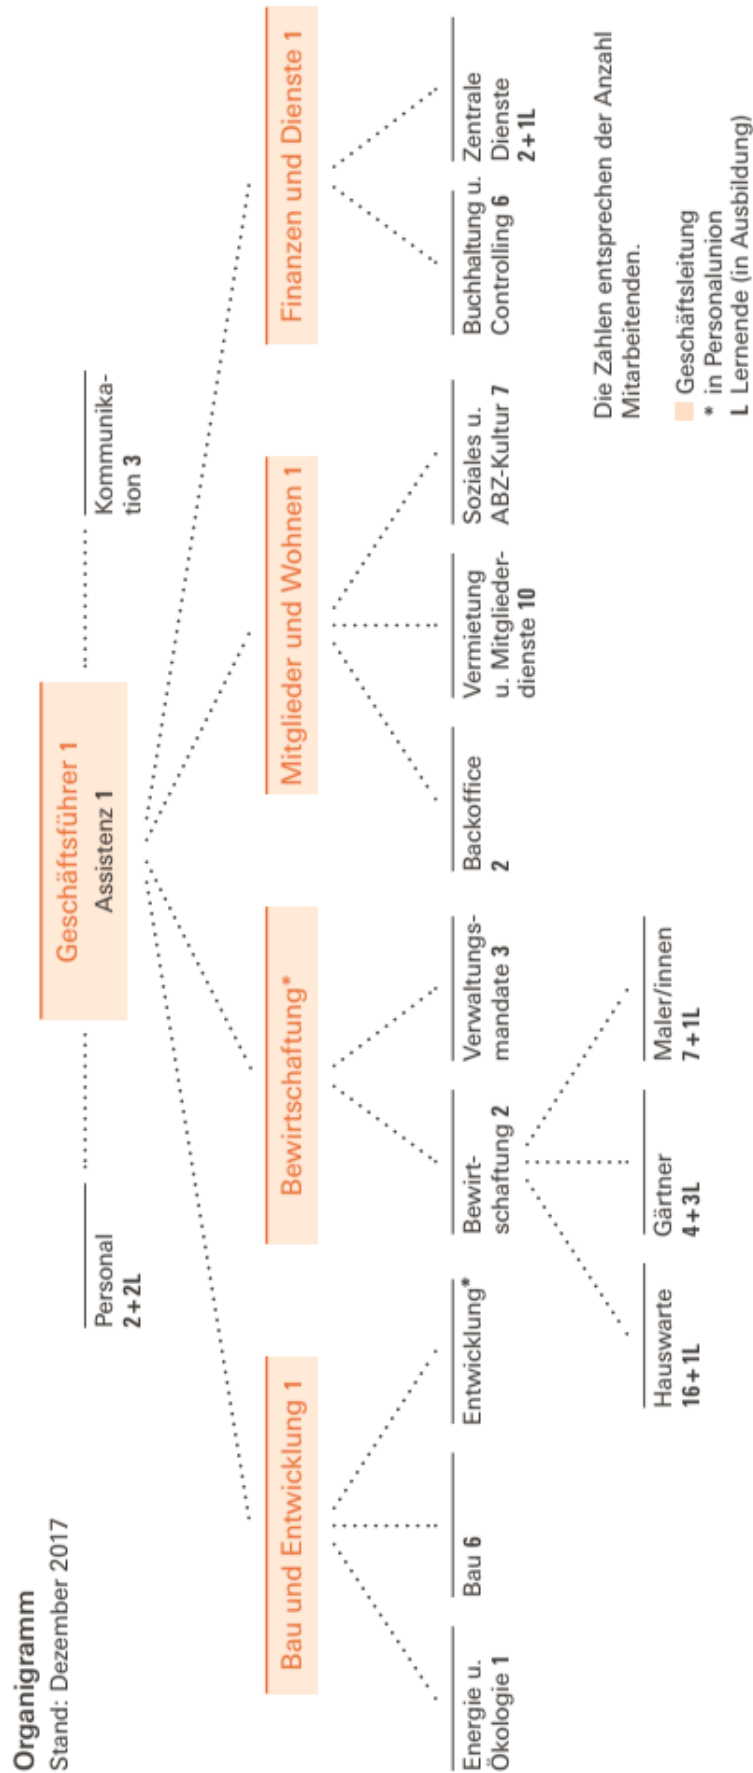 Organigramm
Stand: Dezember 2017
Geschäftsführer 1
Assistenz 1
Personal
2+2L
Kommunika-
tion 3
Bau und Entwicklung 1
Bewirtschaftung*
Mitglieder und Wohnen 1
Finanzen und Dienste 1
Energie u.
Ökologie 1
Bau 6
Entwicklung*
Bewirt-
schaftung 2
Verwaltungs-
mandate 3
Backoffice
2
Vermietung
u. Mitglieder-
dienste 10
Soziales u.
ABZ-Kultur 7
Buchhaltung u.
Controlling 6
Zentrale
Dienste
2+1L
Hauswarte
16+1L
Gärtner
4+3L
Maler/innen
7+1L
Die Zahlen entsprechen der Anzahl
Mitarbeitenden.
Geschäftsleitung
* in Personalunion
L Lernende (in Ausbildung)